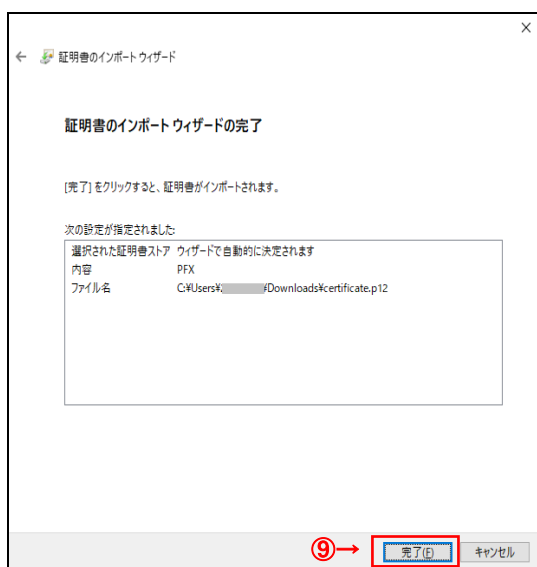 証明書のインポート ウィザード
証明書のインポート ウィザードの完了
[完了] をクリックすると、証明書がインポートされます。
次の設定が指定されました:
選択された証明書ストア ウィザードで自動的に決定されます
内容 PFX
ファイル名 C:¥Users¥ ¥Downloads¥certificate.p12
⑨→ 完了(F) キャンセル